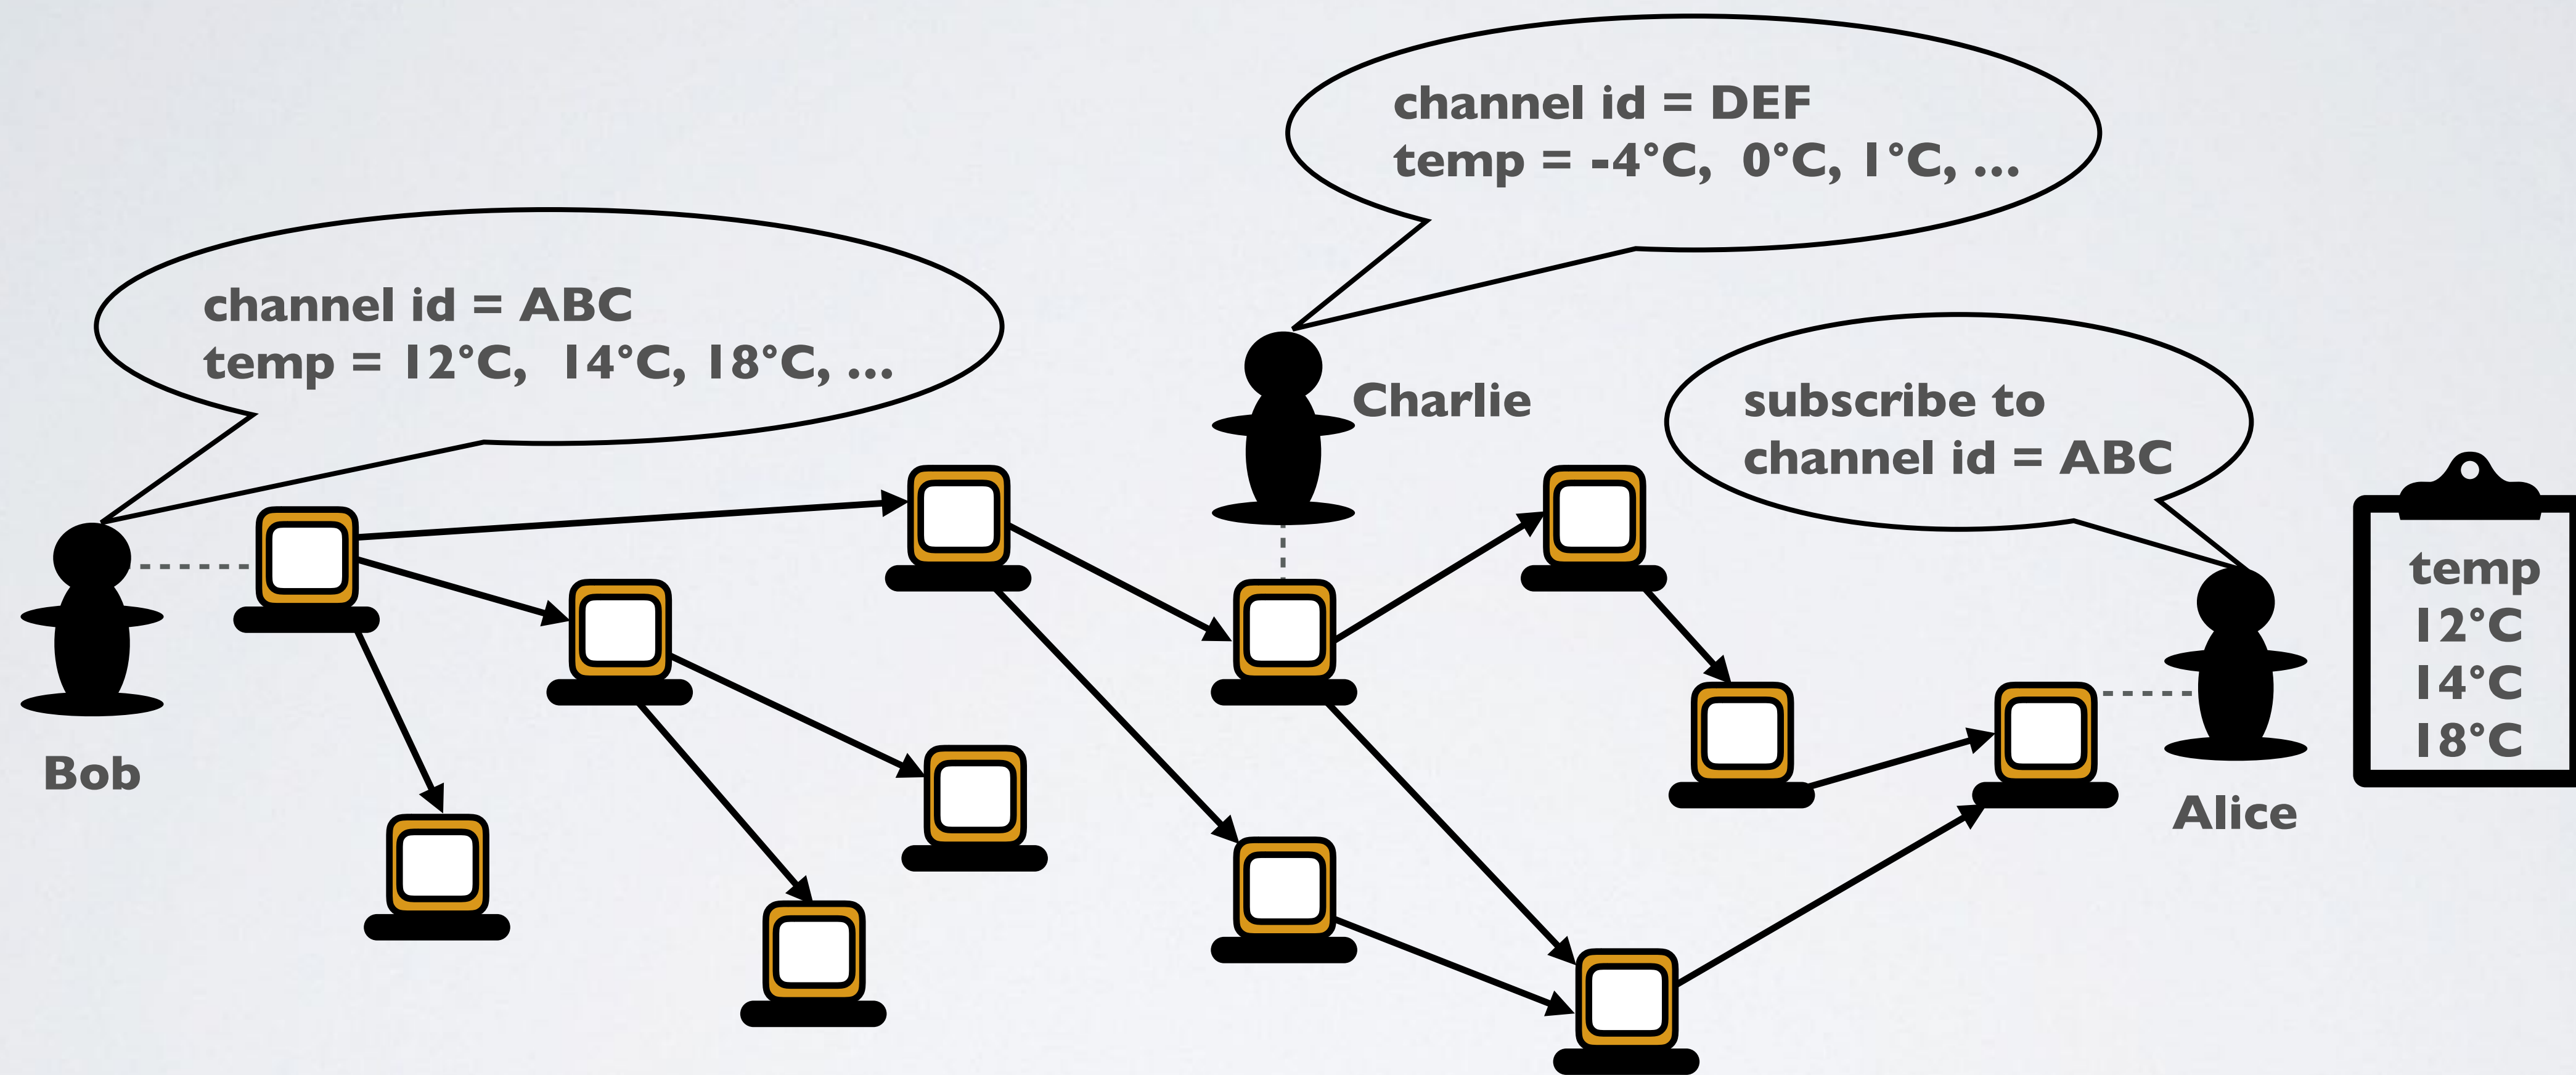 channel id = DEF
temp = -4°C, 0°C, 1°C, ...
channel id = ABC
temp = 12°C, 14°C, 18°C, ...
Charlie
subscribe to
channel id = ABC
temp
12°C
14°C
18°C
Bob
Alice